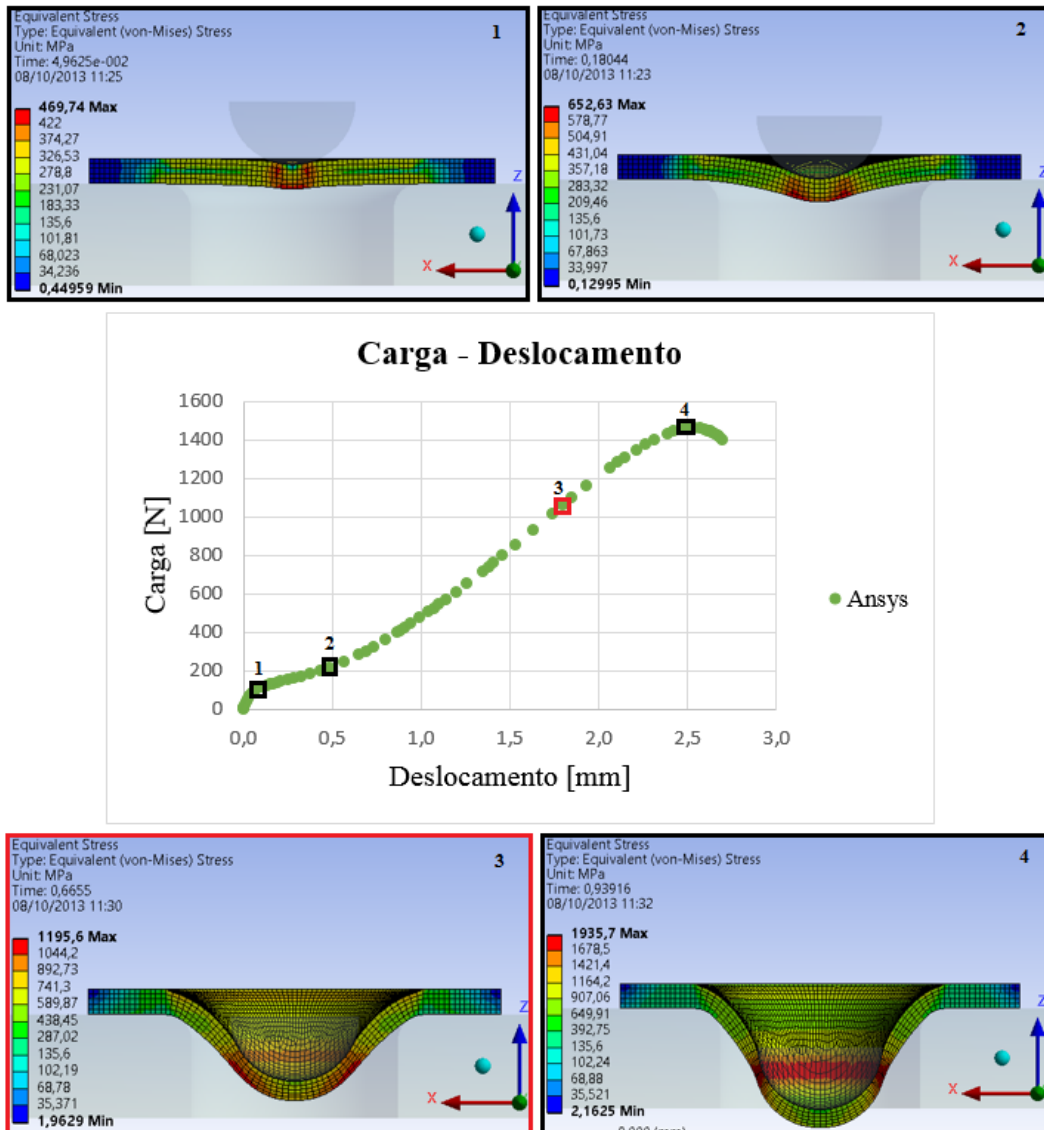 Equivalent Stress
Type: Equivalent (von-Mises) Stress
Unit: MPa
Time: 4,9625e-002
08/10/2013 11:25
1
469,74 Max
422
374,27
326,53
278,8
231,07
183,33
135,6
101,81
68,023
34,236
0,44959 Min
Z
X
Equivalent Stress
Type: Equivalent (von-Mises) Stress
Unit: MPa
Time: 0,18044
08/10/2013 11:23
2
652,63 Max
578,77
504,91
431,04
357,18
283,32
209,46
135,6
101,73
67,863
33,997
0,12995 Min
Z
X
Carga - Deslocamento
Carga [N]
1600
1400
1200
1000
800
600
400
200
0
1
2
3
4
0,0 0,5 1,0 1,5 2,0 2,5 3,0
Deslocamento [mm]
Ansys
Equivalent Stress
Type: Equivalent (von-Mises) Stress
Unit: MPa
Time: 0,6655
08/10/2013 11:30
3
1195,6 Max
1044,2
892,73
741,3
589,87
438,45
287,02
135,6
102,19
68,78
35,371
1,9629 Min
Z
X
Equivalent Stress
Type: Equivalent (von-Mises) Stress
Unit: MPa
Time: 0,93916
08/10/2013 11:32
4
1935,7 Max
1678,5
1421,4
1164,2
907,06
649,91
392,75
135,6
102,24
68,88
35,521
2,1625 Min
Z
X